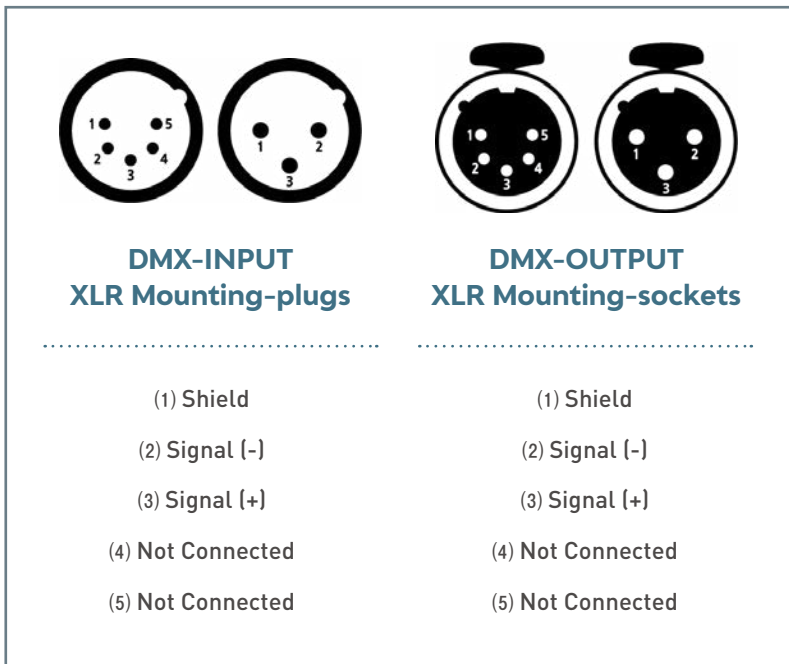 1 5
2 4
3
1 2
3
1 5
2 4
3
1 2
3
DMX-INPUT
XLR Mounting-plugs
DMX-OUTPUT
XLR Mounting-sockets
(1) Shield
(2) Signal (-)
(3) Signal (+)
(4) Not Connected
(5) Not Connected
(1) Shield
(2) Signal (-)
(3) Signal (+)
(4) Not Connected
(5) Not Connected